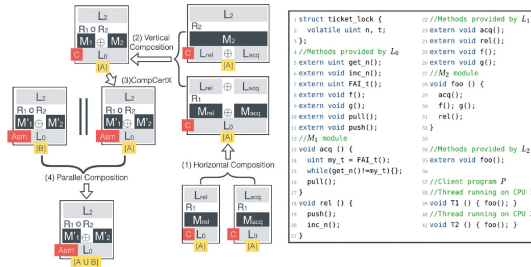 L2
R1 o R2
M1 ⊕ M2
C L0
[A]
(2) Vertical
Composition
L2
R2
M2
C Lrel ⊕ Lacq
[A]
(3)CompCertX
L2
R1 o R2
M'1 ⊕ M'2
Asm L0
[B]
L2
R1 o R2
M'1 ⊕ M'2
Asm L0
[A]
Lrel ⊕ Lacq
R1
Mrel ⊕ Macq
C L0
[A]
(4) Parallel Composition
(1) Horizontal Composition
L2
R1 o R2
M'1 ⊕ M'2
Asm L0
[A U B]
Lrel
R1
Mrel
C L0
[A]
Lacq
R1
Macq
C L0
[A]
1 struct ticket_lock {
2 volatile uint n, t;
3 };
4 //Methods provided by L0
5 extern uint get_n();
6 extern void inc_n();
7 extern uint FAI_t();
8 extern void f();
9 extern void g();
10 extern void pull();
11 extern void push();
12 //M1 module
13 void acq () {
14 uint my_t = FAI_t();
15 while(get_n()!=my_t){};
16 pull();
17 }
18 void rel () {
19 push();
20 inc_n();
21 }
22 //Methods provided by L1
23 extern void acq();
24 extern void rel();
25 extern void f();
26 extern void g();
27 //M2 module
28 void foo () {
29 acq();
30 f(); g();
31 rel();
32 }
33
34 //Methods provided by L2
35 extern void foo();
36
37 //Client program P
38 //Thread running on CPU
39 void T1 () { foo(); }
40 //Thread running on CPU
41 void T2 () { foo(); }